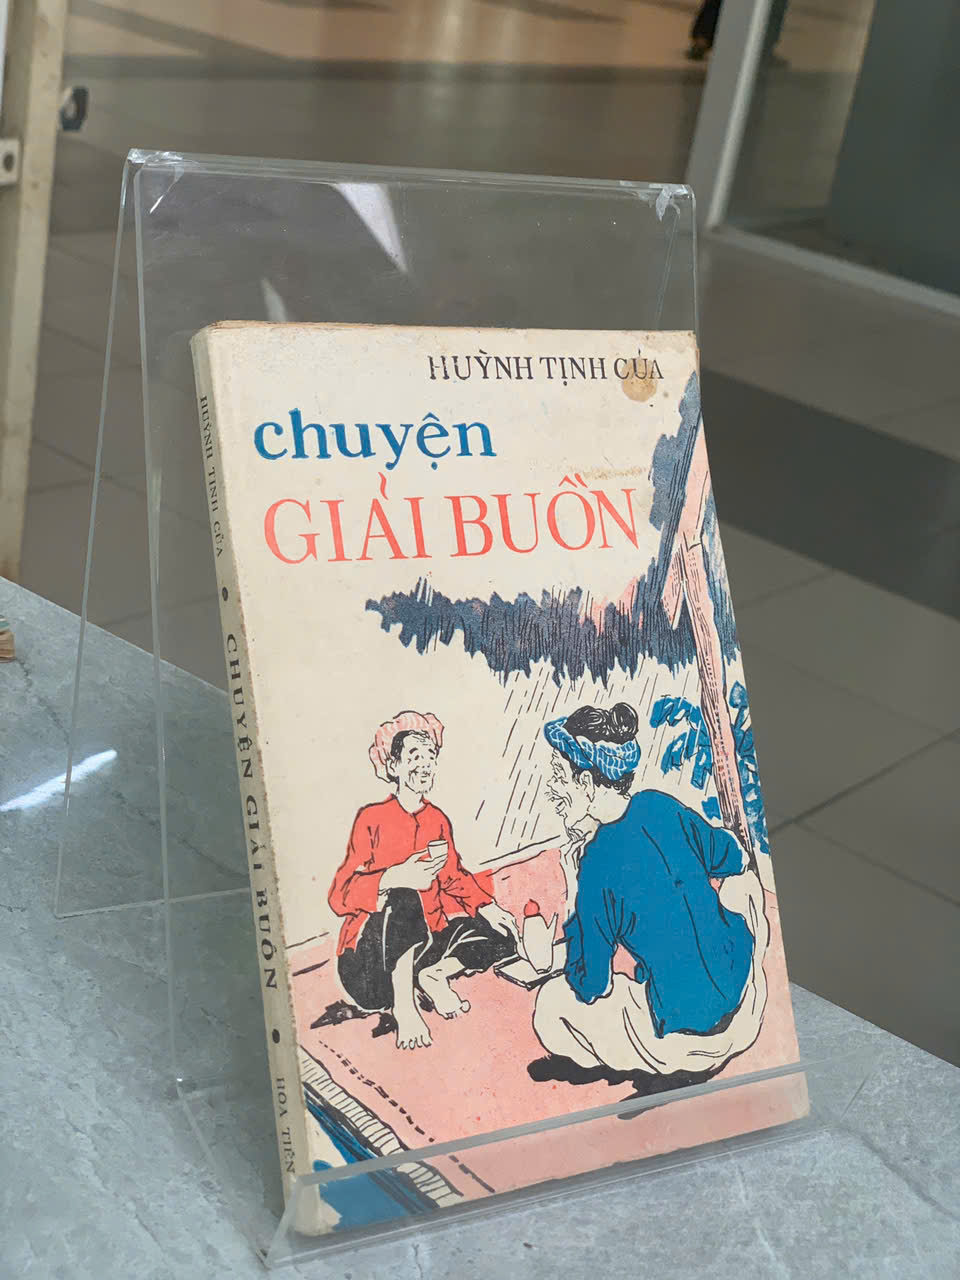 HUỲNH TỊNH CỦA
chuyện
GIẢI BUỒN
HUỲNH TỊNH CỦA • CHUYỆN GIẢI BUỒN • HOA TIÊN